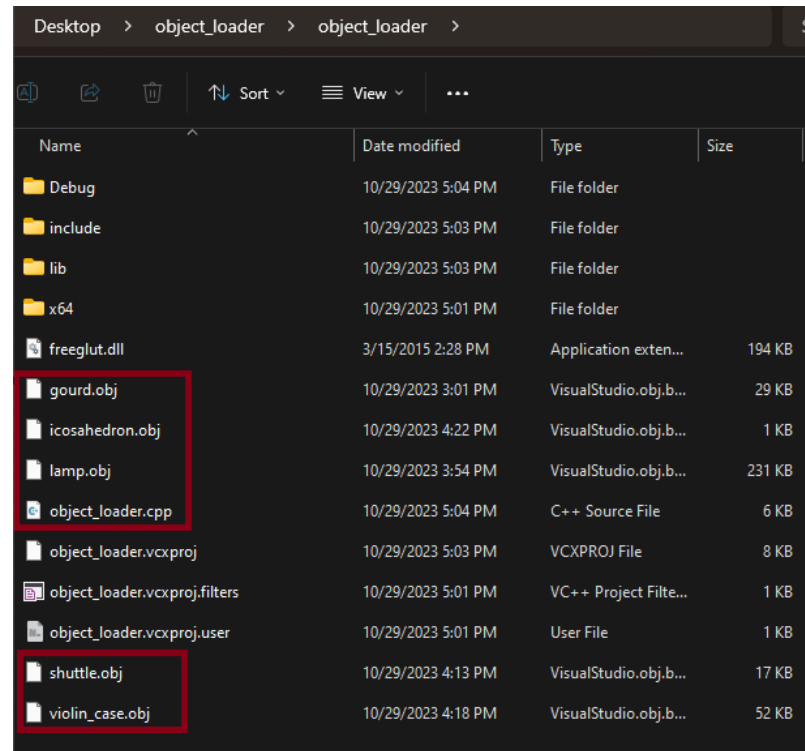 Desktop > object_loader > object_loader >
Sort View
Name Date modified Type Size
Debug 10/29/2023 5:04 PM File folder
include 10/29/2023 5:03 PM File folder
lib 10/29/2023 5:03 PM File folder
x64 10/29/2023 5:01 PM File folder
freeglut.dll 3/15/2015 2:28 PM Application exten... 194 KB
gourd.obj 10/29/2023 3:01 PM VisualStudio.obj.b... 29 KB
icosahedron.obj 10/29/2023 4:22 PM VisualStudio.obj.b... 1 KB
lamp.obj 10/29/2023 3:54 PM VisualStudio.obj.b... 231 KB
object_loader.cpp 10/29/2023 5:04 PM C++ Source File 6 KB
object_loader.vcxproj 10/29/2023 5:03 PM VCXPROJ File 8 KB
object_loader.vcxproj.filters 10/29/2023 5:01 PM VC++ Project Filte... 1 KB
object_loader.vcxproj.user 10/29/2023 5:01 PM User File 1 KB
shuttle.obj 10/29/2023 4:13 PM VisualStudio.obj.b... 17 KB
violin_case.obj 10/29/2023 4:18 PM VisualStudio.obj.b... 52 KB